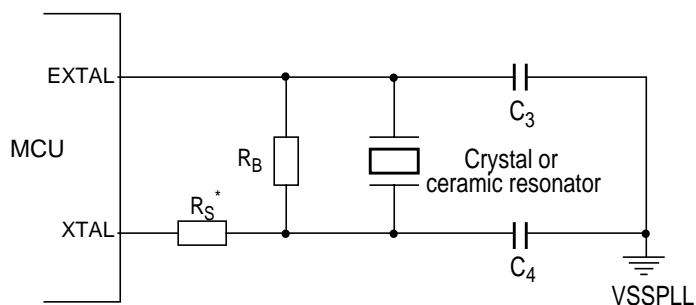 EXTAL
C3
MCU
RB
Crystal or
ceramic resonator
RS*
XTAL
C4
VSSPLL